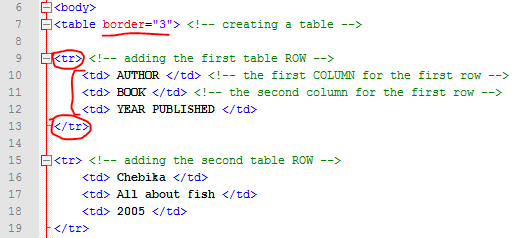 6 <body>
7 <table border="3"> <!-- creating a table -->
8
9 <tr> <!-- adding the first table ROW -->
10 <td> AUTHOR </td> <!-- the first COLUMN for the first row -->
11 <td> BOOK </td> <!-- the second column for the first row -->
12 <td> YEAR PUBLISHED </td>
13 </tr>
14
15 <tr> <!-- adding the second table ROW -->
16 <td> Chebika </td>
17 <td> All about fish </td>
18 <td> 2005 </td>
19 </tr>